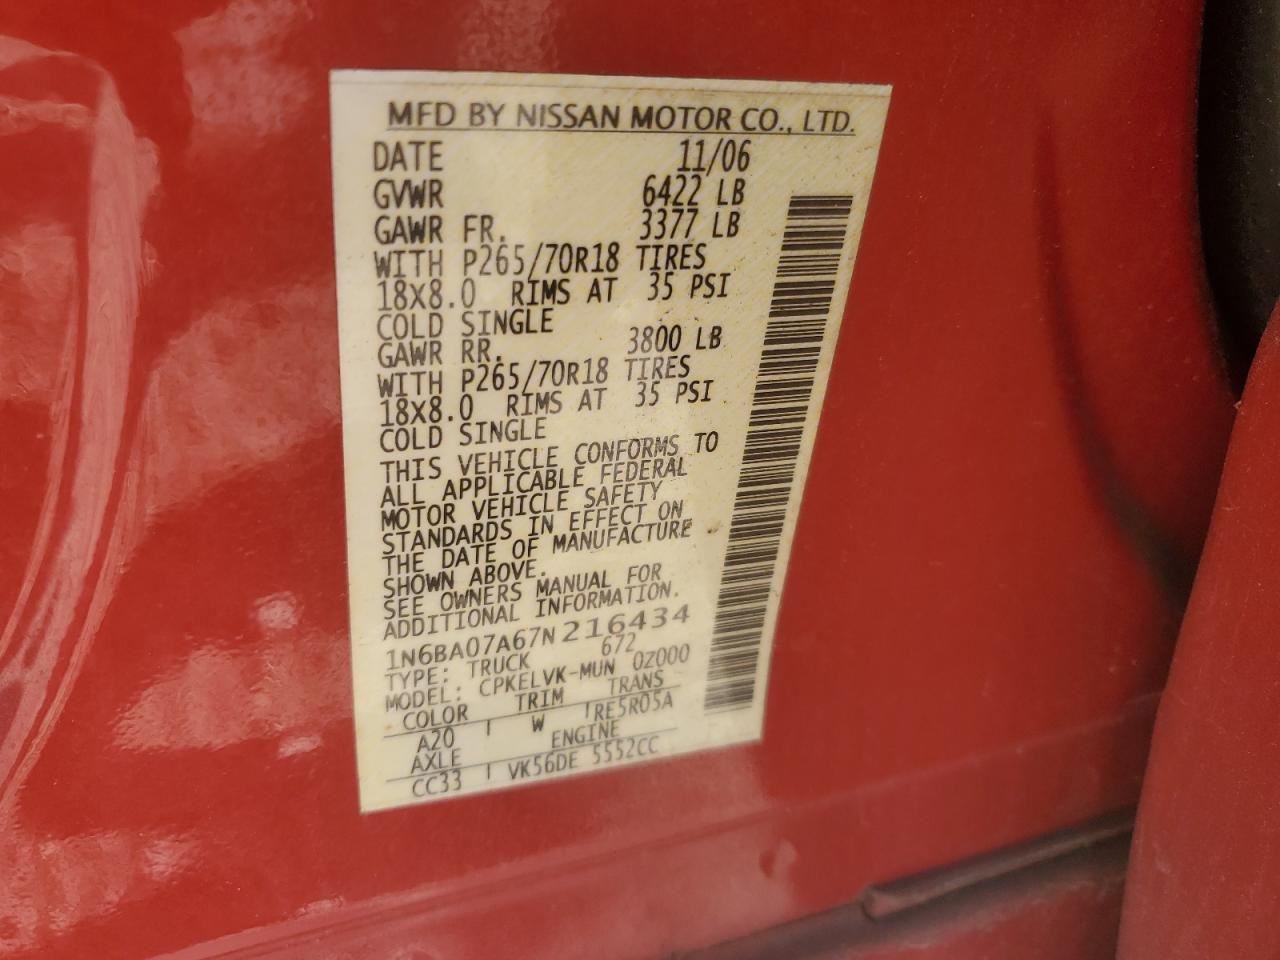 MFD BY NISSAN MOTOR CO., LTD.
DATE 11/06
GVWR 6422 LB
GAWR FR. 3377 LB
WITH P265/70R18 TIRES
18X8.0 RIMS AT 35 PSI
COLD SINGLE
GAWR RR. 3800 LB
WITH P265/70R18 TIRES
18X8.0 RIMS AT 35 PSI
COLD SINGLE
THIS VEHICLE CONFORMS TO
ALL APPLICABLE FEDERAL
MOTOR VEHICLE SAFETY
STANDARDS IN EFFECT ON
THE DATE OF MANUFACTURE
SHOWN ABOVE.
SEE OWNERS MANUAL FOR
ADDITIONAL INFORMATION.
1N6BA07A67N216434
TYPE: TRUCK 672
MODEL: CPKELVK-MUN 0Z000
COLOR TRIM TRANS
A20 W RE5R05A
AXLE ENGINE
CC33 VK56DE 5552CC